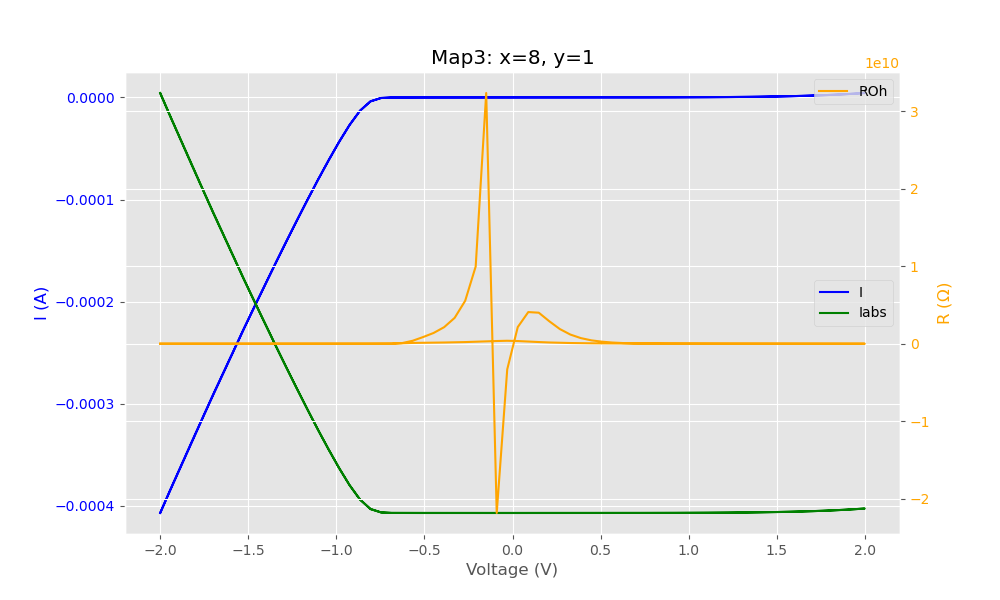 Map3: x=8, y=1
1e10
ROh
I
Iabs
I (A)
0.0000
−0.0001
−0.0002
−0.0003
−0.0004
R (Ω)
3
2
1
0
−1
−2
−2.0 −1.5 −1.0 −0.5 0.0 0.5 1.0 1.5 2.0
Voltage (V)